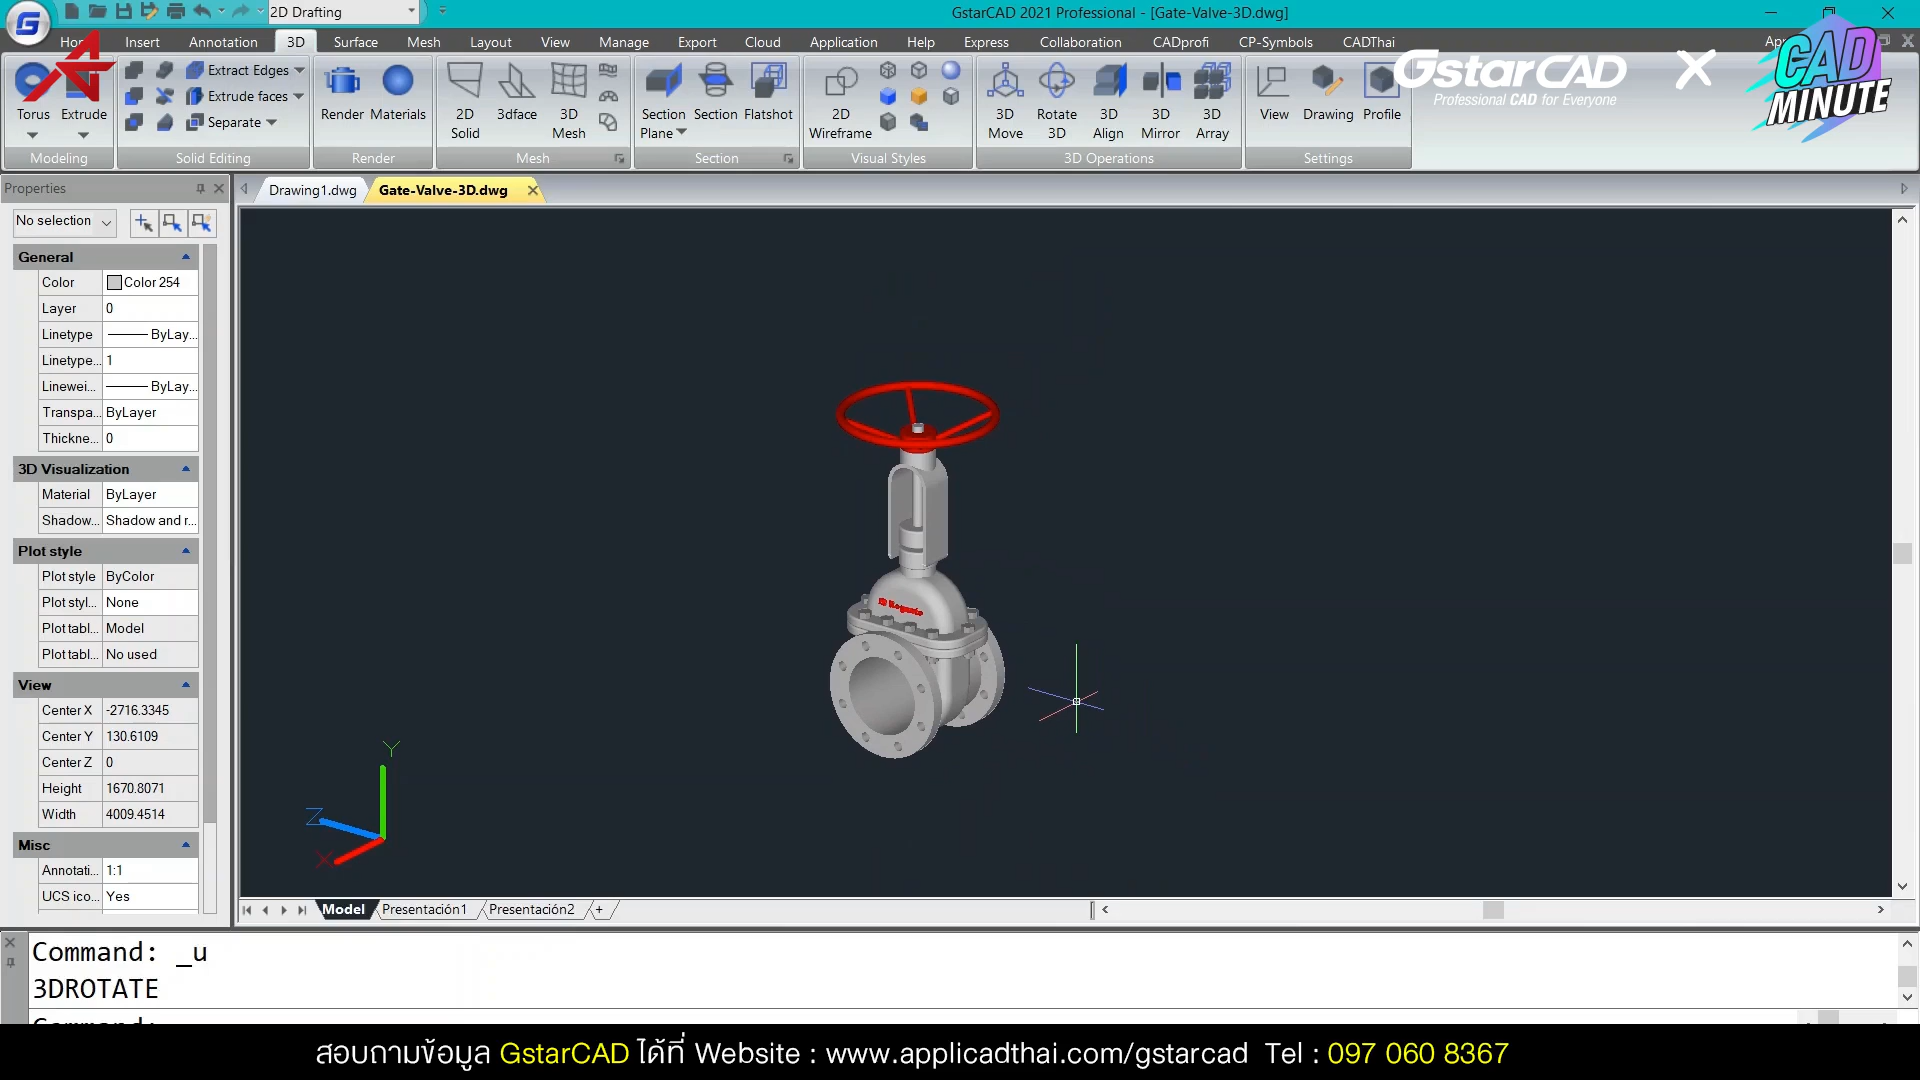 2D Drafting
GstarCAD 2021 Professional - [Gate-Valve-3D.dwg]
Insert Annotation 3D Surface Mesh Layout View Manage Export Cloud Application Help Express Collaboration CADprofi CP-Symbols CADThai
GstarCAD
Professional CAD for Everyone
CAD
MINUTE
Torus Extrude
Extract Edges
Extrude faces
Separate
Render Materials
2D Solid
3dface
3D Mesh
Section Plane
Section
Flatshot
2D Wireframe
3D Move
Rotate 3D
3D Align
3D Mirror
3D Array
View Drawing Profile
Modeling Solid Editing Render Mesh Section Visual Styles 3D Operations Settings
Properties
Drawing1.dwg Gate-Valve-3D.dwg
No selection
General
Color Color 254
Layer 0
Linetype ByLay...
Linetype... 1
Linewei... ByLay...
Transpa... ByLayer
Thickne... 0
3D Visualization
Material ByLayer
Shadow... Shadow and r...
Plot style
Plot style ByColor
Plot styl... None
Plot tabl... Model
Plot tabl... No used
View
Center X -2716.3345
Center Y 130.6109
Center Z 0
Height 1670.8071
Width 4009.4514
Misc
Annotati... 1:1
UCS ico... Yes
Y
Z
X
Model Presentación1 Presentación2 +
Command: _u
3DROTATE
Command:
สอบถามข้อมูล GstarCAD ได้ที่ Website : www.applicadthai.com/gstarcad Tel : 097 060 8367